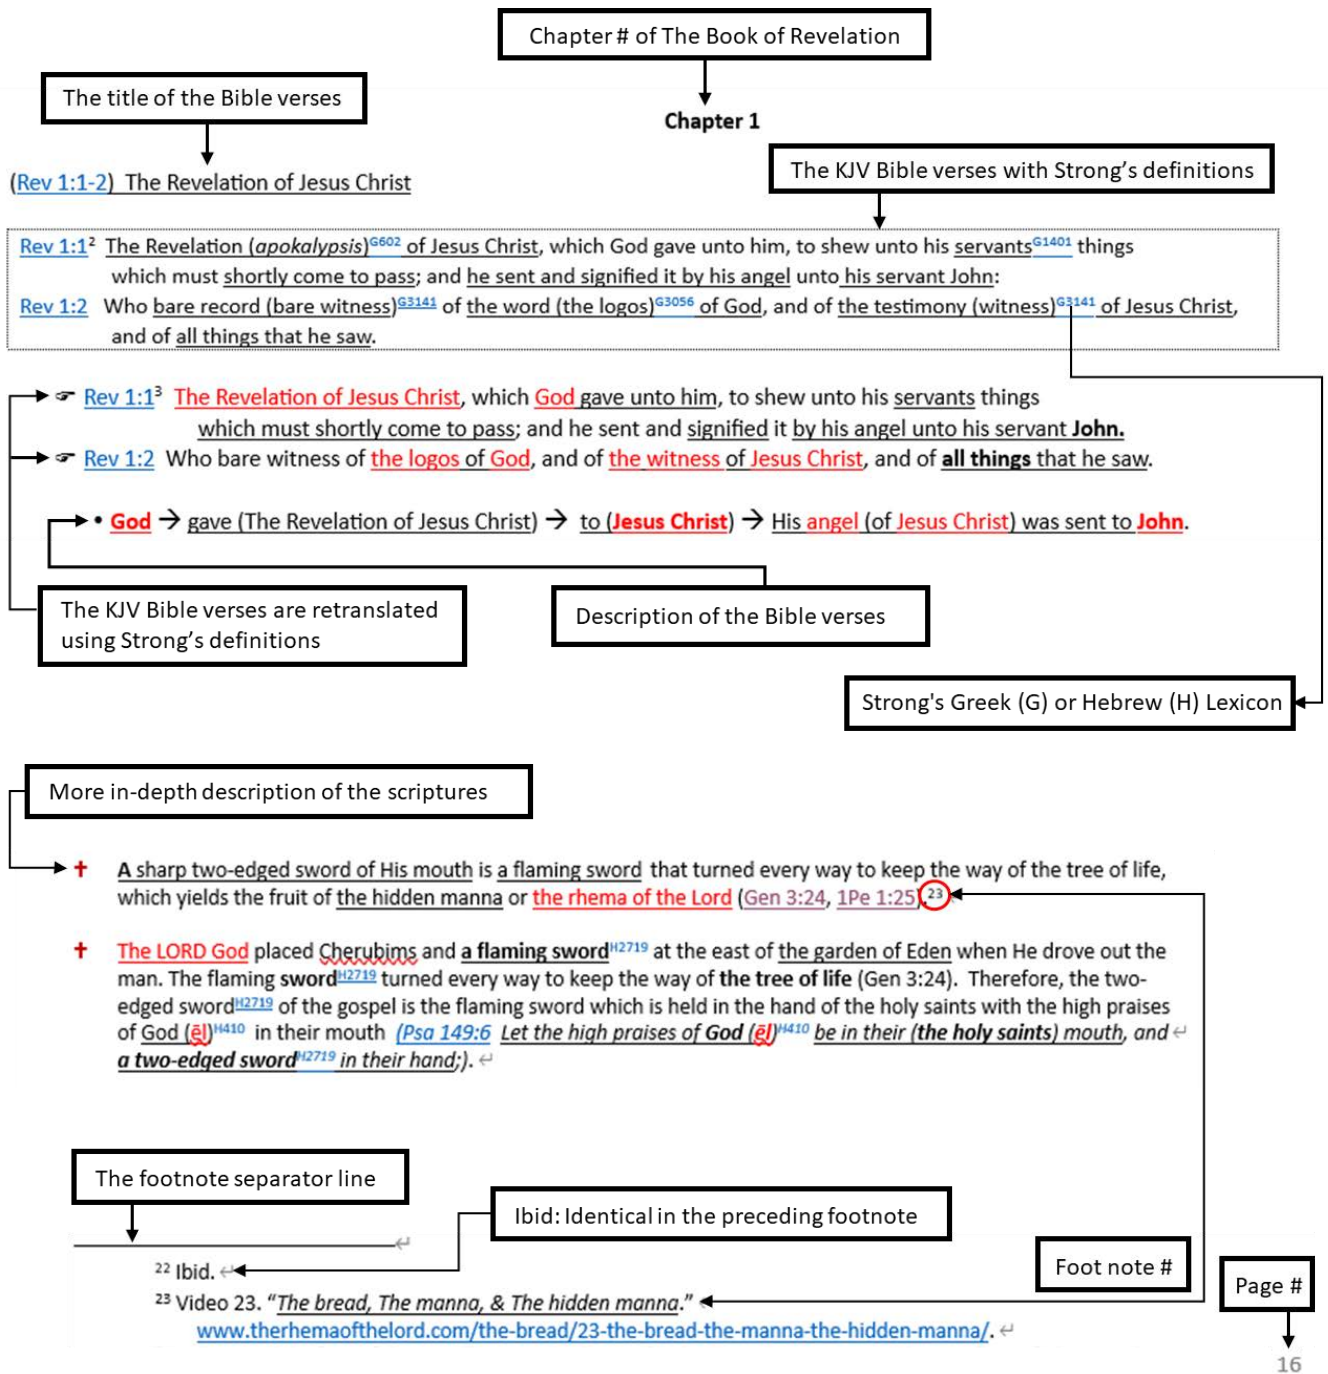 Chapter # of The Book of Revelation
The title of the Bible verses
Chapter 1
The KJV Bible verses with Strong’s definitions
(Rev 1:1-2) The Revelation of Jesus Christ
Rev 1:1² The Revelation (apokalypsis)G602 of Jesus Christ, which God gave unto him, to shew unto his servantsG1401 things
which must shortly come to pass; and he sent and signified it by his angel unto his servant John:
Rev 1:2 Who bare record (bare witness)G3141 of the word (the logos)G3056 of God, and of the testimony (witness)G3141 of Jesus Christ,
and of all things that he saw.
☞ Rev 1:1³ The Revelation of Jesus Christ, which God gave unto him, to shew unto his servants things
which must shortly come to pass; and he sent and signified it by his angel unto his servant John.
☞ Rev 1:2 Who bare witness of the logos of God, and of the witness of Jesus Christ, and of all things that he saw.
• God → gave (The Revelation of Jesus Christ) → to (Jesus Christ) → His angel (of Jesus Christ) was sent to John.
The KJV Bible verses are retranslated
using Strong’s definitions
Description of the Bible verses
Strong's Greek (G) or Hebrew (H) Lexicon
More in-depth description of the scriptures
✝ A sharp two-edged sword of His mouth is a flaming sword that turned every way to keep the way of the tree of life,
which yields the fruit of the hidden manna or the rhema of the Lord (Gen 3:24, 1Pe 1:25).²³
✝ The LORD God placed Cherubims and a flaming swordH2719 at the east of the garden of Eden when He drove out the
man. The flaming swordH2719 turned every way to keep the way of the tree of life (Gen 3:24). Therefore, the two-
edged swordH2719 of the gospel is the flaming sword which is held in the hand of the holy saints with the high praises
of God (ēl)H410 in their mouth (Psa 149:6 Let the high praises of God (ēl)H410 be in their (the holy saints) mouth, and ↵
a two-edged swordH2719 in their hand;). ↵
The footnote separator line
Ibid: Identical in the preceding footnote
Foot note #
Page #
²² Ibid. ↵
²³ Video 23. “The bread, The manna, & The hidden manna.”
www.therhemaofthelord.com/the-bread/23-the-bread-the-manna-the-hidden-manna/. ↵
16